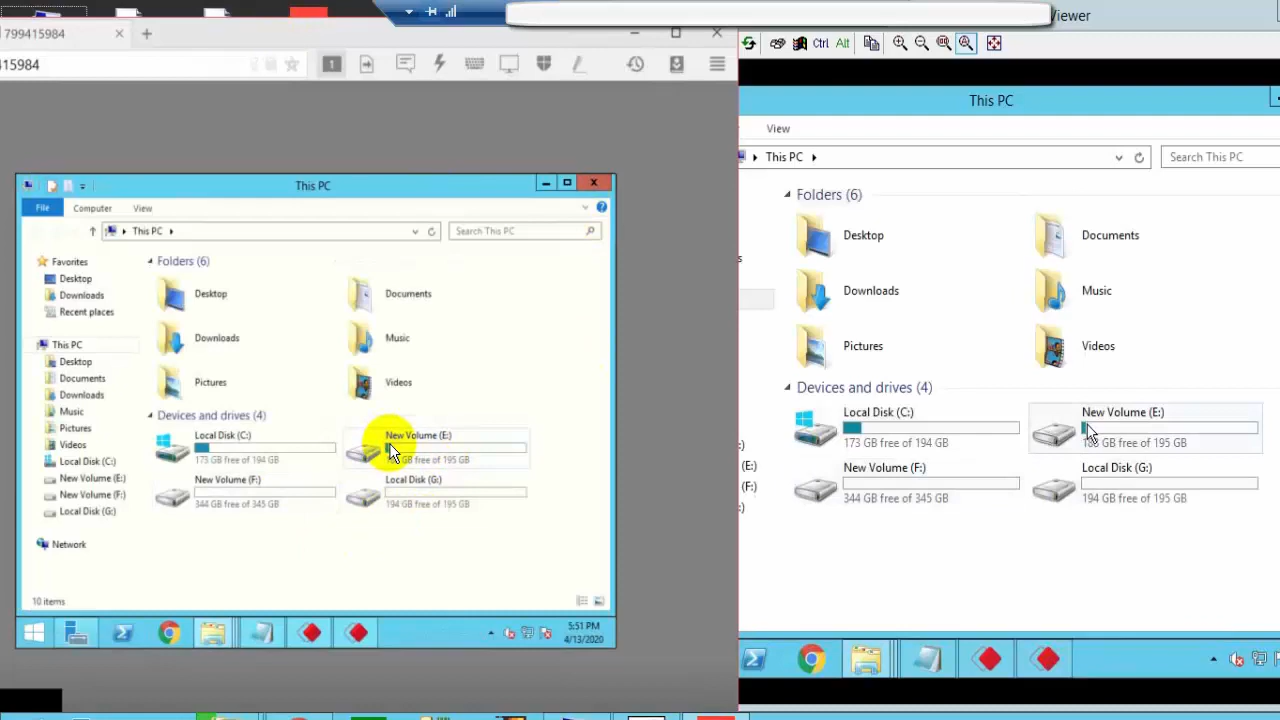 799415984
15984
1
This PC
File
Computer
View
This PC
Search This PC
Favorites
Desktop
Downloads
Recent places
This PC
Desktop
Documents
Downloads
Music
Pictures
Videos
Local Disk (C:)
New Volume (E:)
New Volume (F:)
Local Disk (G:)
Network
Folders (6)
Desktop
Documents
Downloads
Music
Pictures
Videos
Devices and drives (4)
Local Disk (C:)
173 GB free of 194 GB
New Volume (E:)
GB free of 195 GB
New Volume (F:)
344 GB free of 345 GB
Local Disk (G:)
194 GB free of 195 GB
10 items
5:51 PM
4/13/2020
Viewer
Ctrl Alt
This PC
View
This PC
Search This PC
Folders (6)
Desktop
Documents
Downloads
Music
Pictures
Videos
Devices and drives (4)
Local Disk (C:)
173 GB free of 194 GB
New Volume (E:)
GB free of 195 GB
New Volume (F:)
344 GB free of 345 GB
Local Disk (G:)
194 GB free of 195 GB
(E:)
(F:)